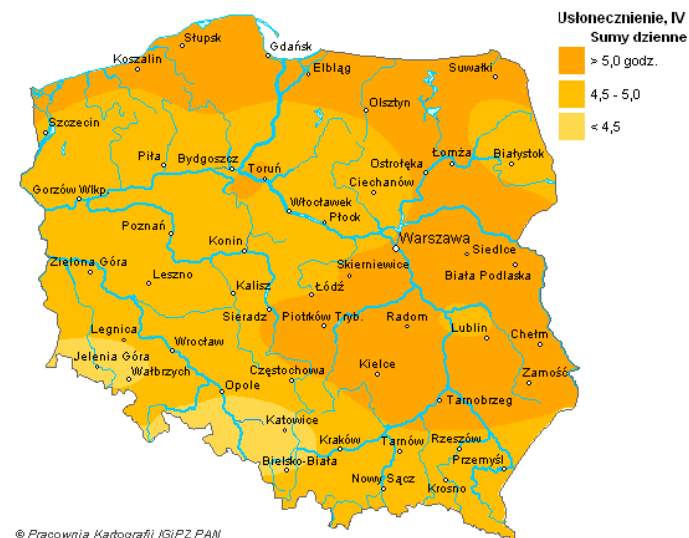 Usłonecznienie, IV
Sumy dzienne
> 5,0 godz.
4,5 - 5,0
< 4,5
Słupsk
Gdańsk
Koszalin
Elbląg
Suwałki
Olsztyn
Szczecin
Piła
Bydgoszcz
Toruń
Ostrołęka
Łomża
Białystok
Ciechanów
Gorzów Wlkp.
Włocławek
Płock
Poznań
Konin
Warszawa
Siedlce
Zielona Góra
Leszno
Skierniewice
Biała Podlaska
Kalisz
Łódź
Sieradz
Piotrków Tryb.
Radom
Legnica
Wrocław
Lublin
Chełm
Jelenia Góra
Wałbrzych
Częstochowa
Kielce
Zamość
Opole
Tarnobrzeg
Katowice
Kraków
Tarnów
Rzeszów
Bielsko-Biała
Przemyśl
Nowy Sącz
Krosno
© Pracownia Kartografii IGiPZ PAN